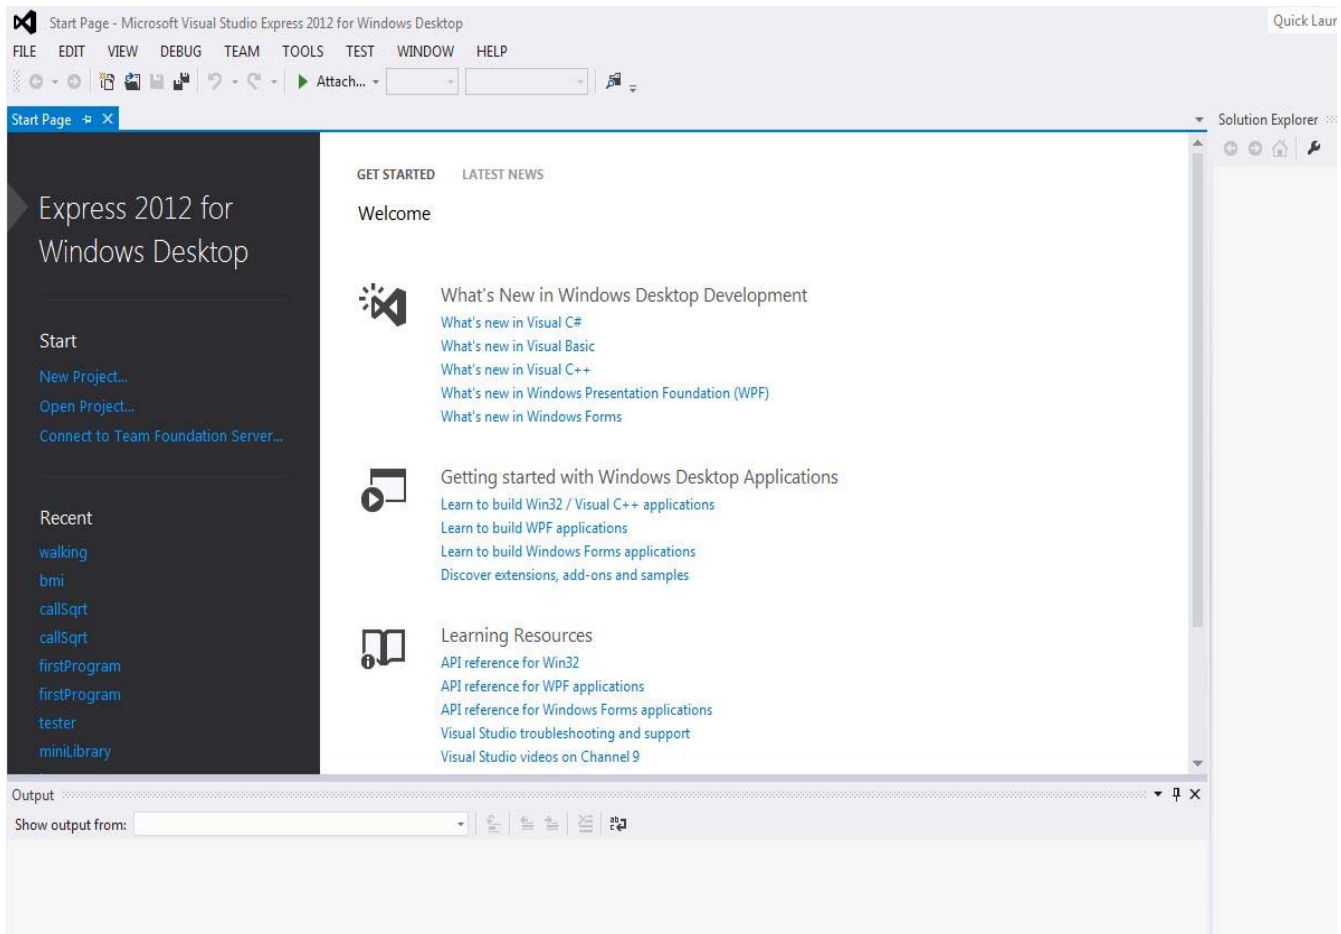 Start Page - Microsoft Visual Studio Express 2012 for Windows Desktop
Quick Laun
FILE EDIT VIEW DEBUG TEAM TOOLS TEST WINDOW HELP
Attach...
Start Page
Solution Explorer
Express 2012 for
Windows Desktop
Start
New Project...
Open Project...
Connect to Team Foundation Server...
Recent
walking
bmi
callSqrt
callSqrt
firstProgram
firstProgram
tester
miniLibrary
GET STARTED LATEST NEWS
Welcome
What's New in Windows Desktop Development
What's new in Visual C#
What's new in Visual Basic
What's new in Visual C++
What's new in Windows Presentation Foundation (WPF)
What's new in Windows Forms
Getting started with Windows Desktop Applications
Learn to build Win32 / Visual C++ applications
Learn to build WPF applications
Learn to build Windows Forms applications
Discover extensions, add-ons and samples
Learning Resources
API reference for Win32
API reference for WPF applications
API reference for Windows Forms applications
Visual Studio troubleshooting and support
Visual Studio videos on Channel 9
Output
Show output from: